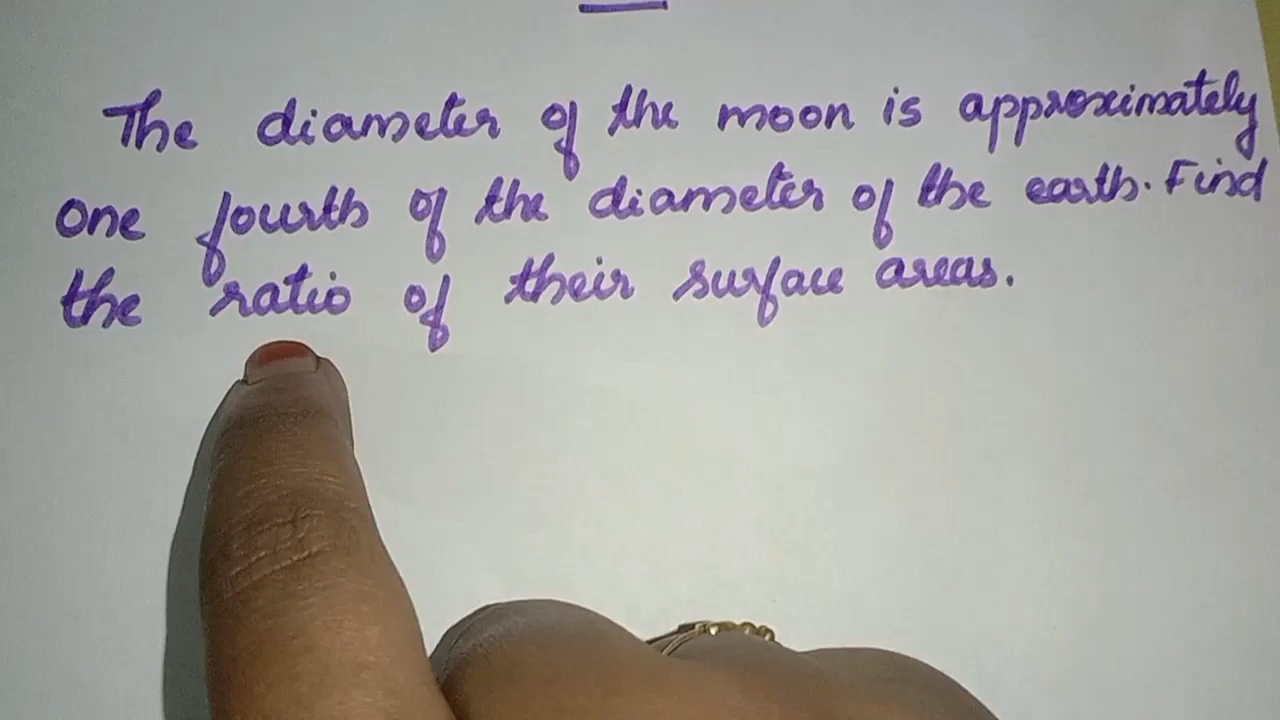 The diameter of the moon is approximately
one fourth of the diameter of the earth. Find
the ratio of their surface areas.